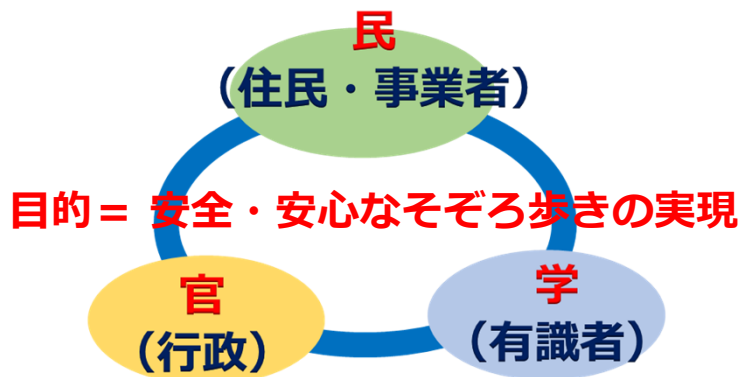 民
（住民・事業者）
目的＝ 安全・安心なそぞろ歩きの実現
官
（行政）
学
（有識者）